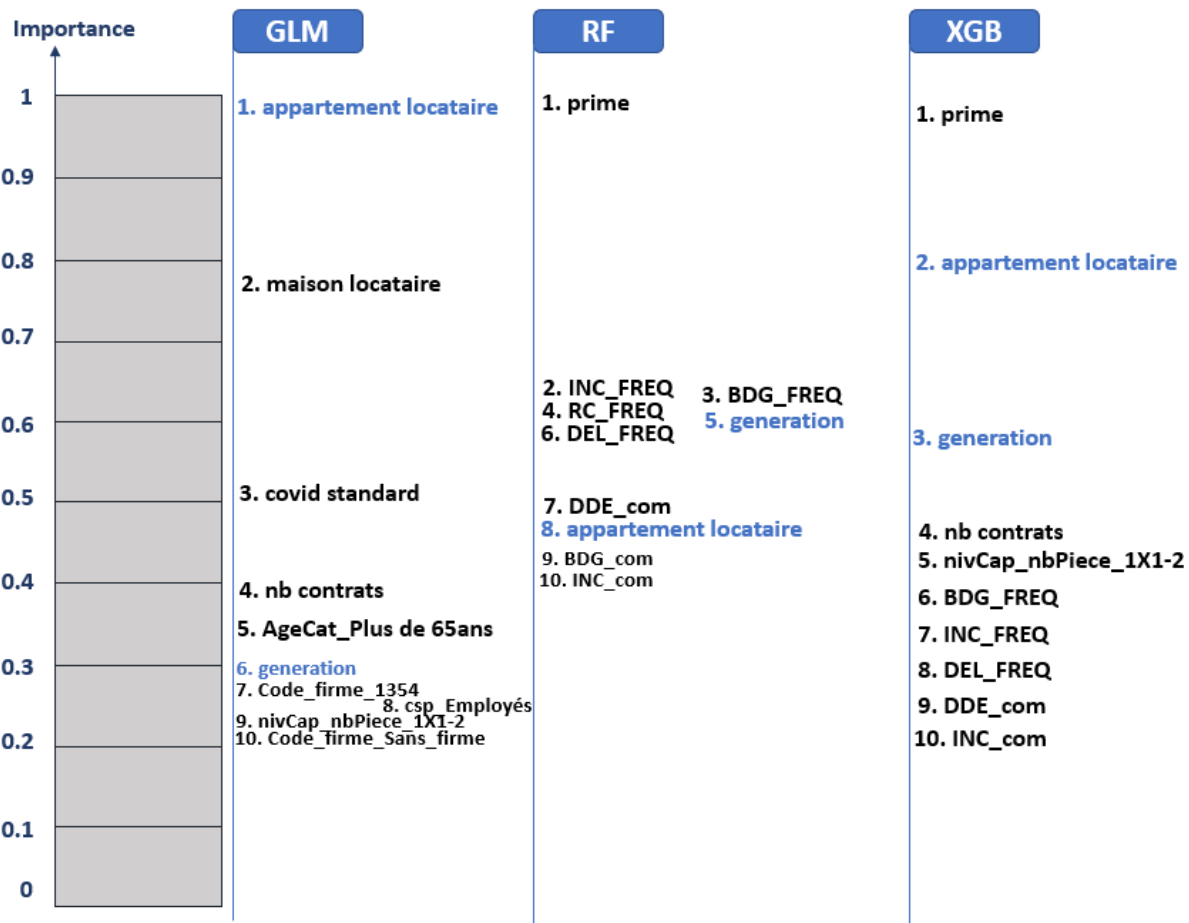 Importance
1
0.9
0.8
0.7
0.6
0.5
0.4
0.3
0.2
0.1
0
GLM
1. appartement locataire
2. maison locataire
3. covid standard
4. nb contrats
5. AgeCat_Plus de 65ans
6. generation
7. Code_firme_1354
8. csp_Employés
9. nivCap_nbPiece_1X1-2
10. Code_firme_Sans_firme
RF
1. prime
2. INC_FREQ
3. BDG_FREQ
4. RC_FREQ
5. generation
6. DEL_FREQ
7. DDE_com
8. appartement locataire
9. BDG_com
10. INC_com
XGB
1. prime
2. appartement locataire
3. generation
4. nb contrats
5. nivCap_nbPiece_1X1-2
6. BDG_FREQ
7. INC_FREQ
8. DEL_FREQ
9. DDE_com
10. INC_com